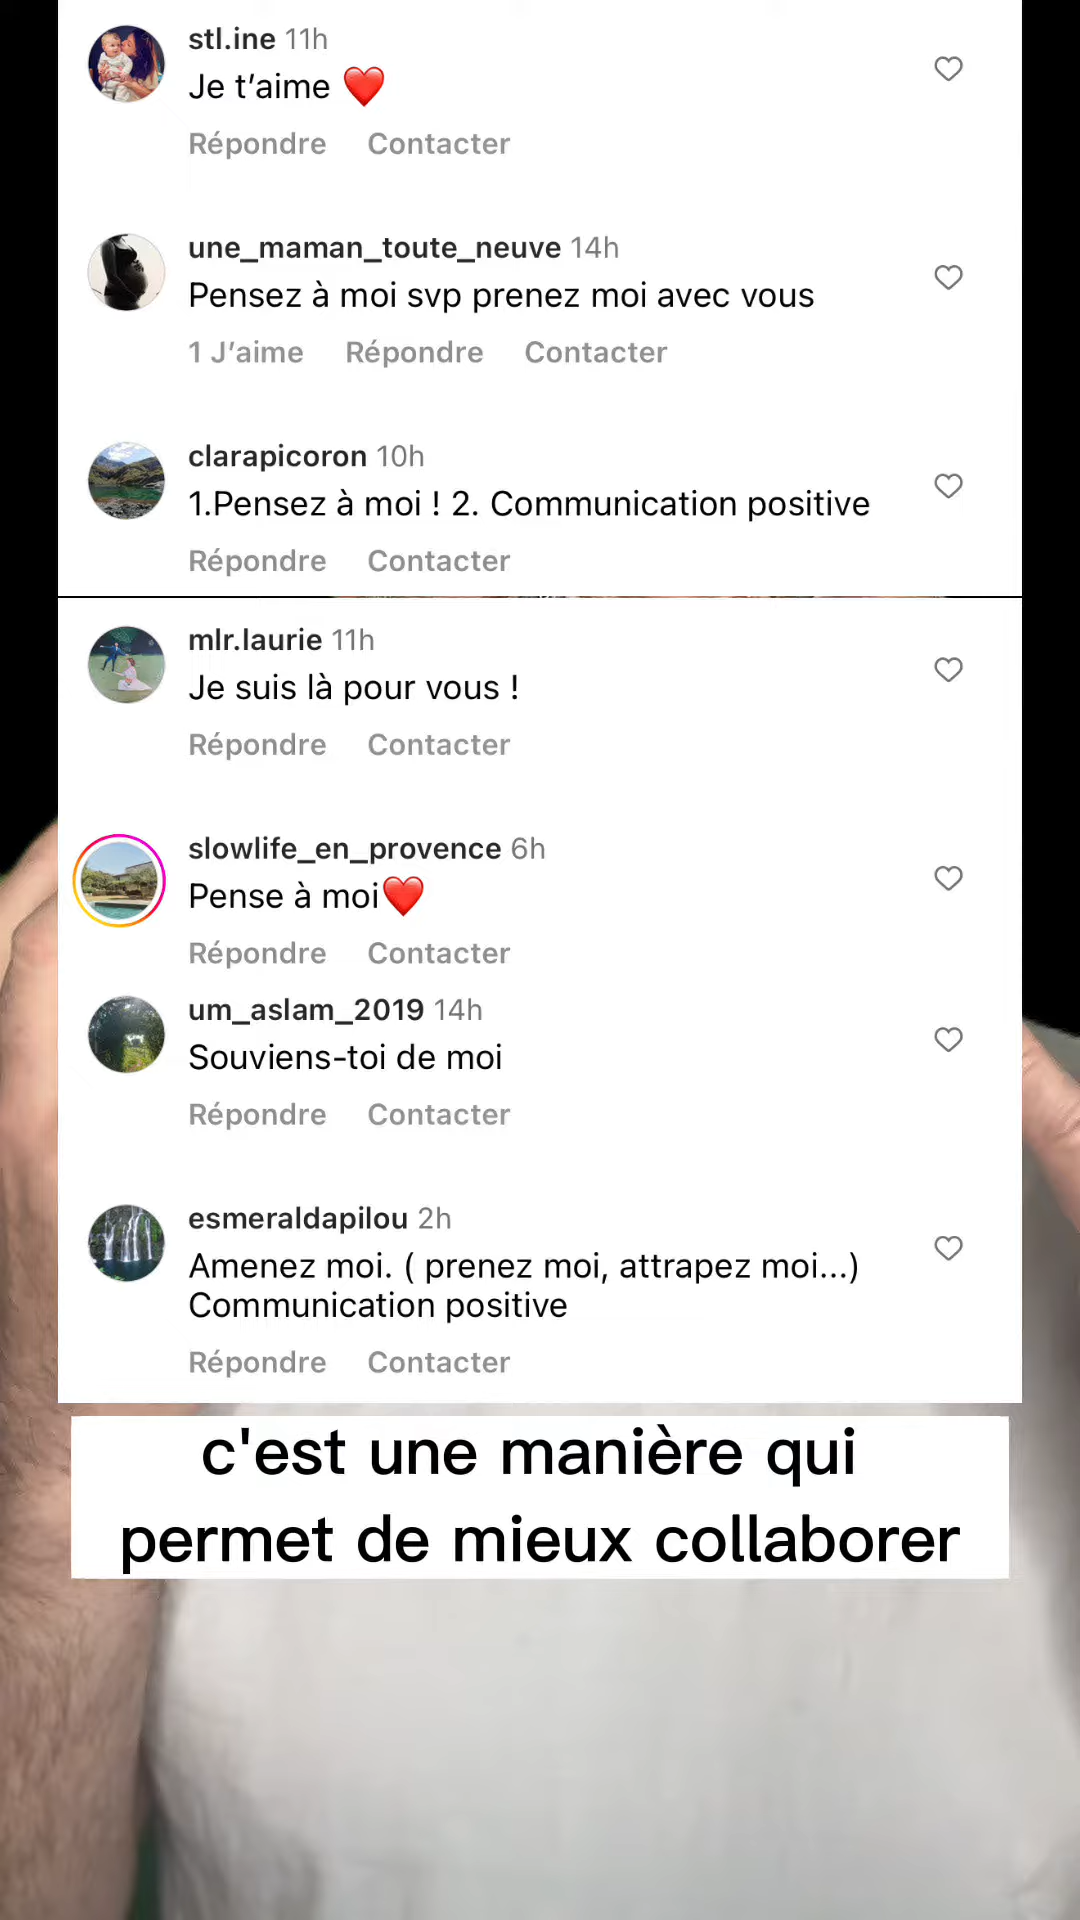 stl.ine 11h
Je t’aime ❤️
Répondre Contacter
une_maman_toute_neuve 14h
Pensez à moi svp prenez moi avec vous
1 J’aime Répondre Contacter
clarapicoron 10h
1.Pensez à moi ! 2. Communication positive
Répondre Contacter
mlr.laurie 11h
Je suis là pour vous !
Répondre Contacter
slowlife_en_provence 6h
Pense à moi❤️
Répondre Contacter
um_aslam_2019 14h
Souviens-toi de moi
Répondre Contacter
esmeraldapilou 2h
Amenez moi. ( prenez moi, attrapez moi...)
Communication positive
Répondre Contacter
c'est une manière qui
permet de mieux collaborer